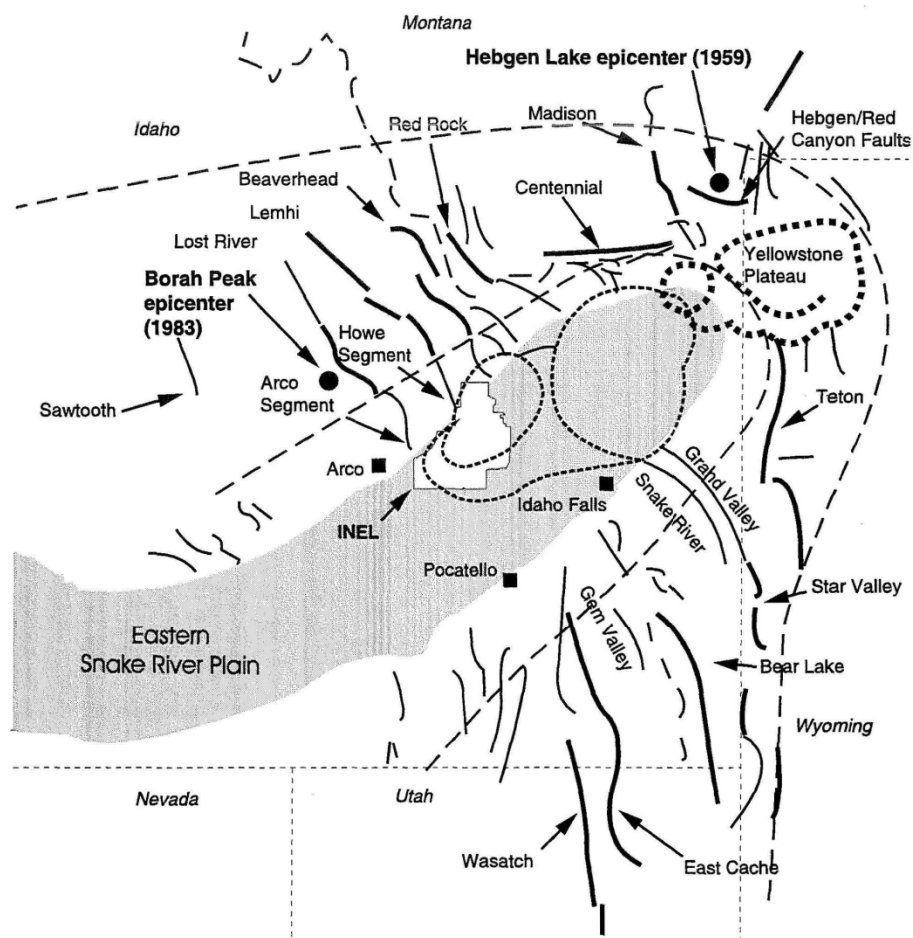 Montana
Hebgen Lake epicenter (1959)
Idaho
Red Rock
Madison
Hebgen/Red
Canyon Faults
Beaverhead
Centennial
Lemhi
Lost River
Yellowstone
Plateau
Borah Peak
epicenter
(1983)
Howe
Segment
Arco
Segment
Sawtooth
Teton
Arco
Grand Valley
Idaho Falls
Snake River
INEL
Pocatello
Star Valley
Gem Valley
Eastern
Snake River Plain
Bear Lake
Wyoming
Nevada
Utah
Wasatch
East Cache